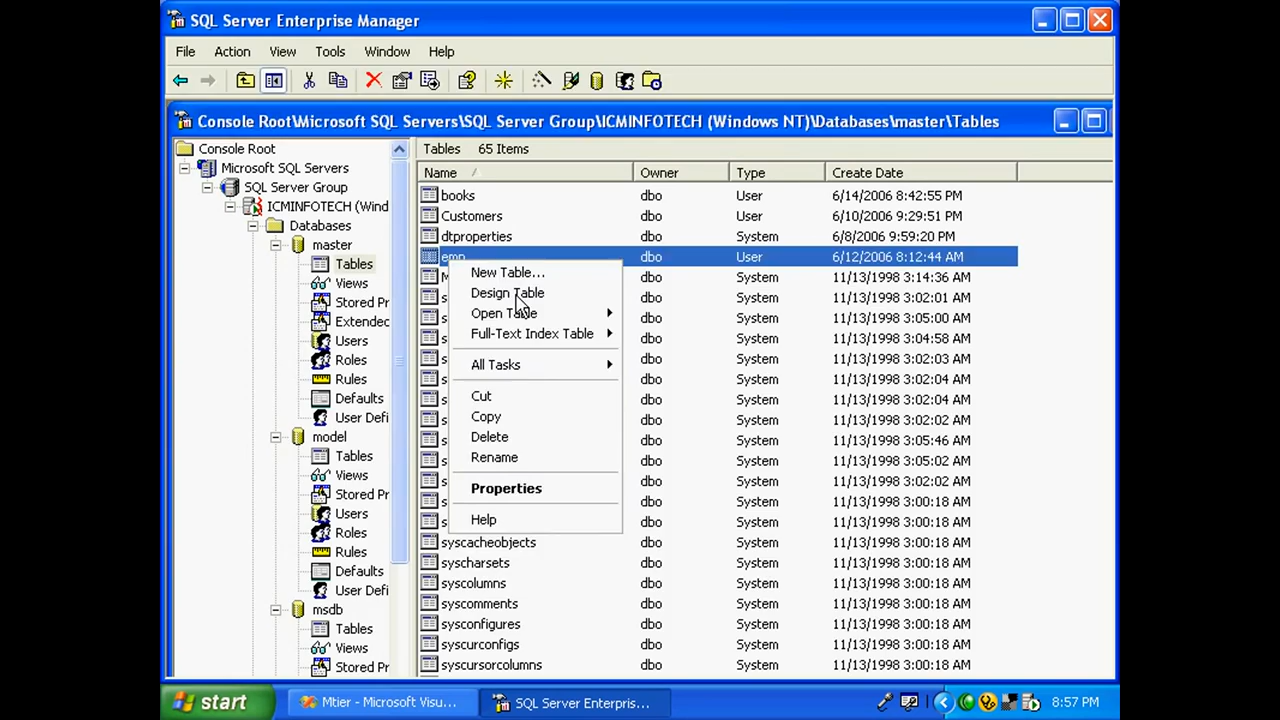 SQL Server Enterprise Manager
File Action View Tools Window Help
Console Root\Microsoft SQL Servers\SQL Server Group\ICMINFOTECH (Windows NT)\Databases\master\Tables
Console Root
Microsoft SQL Servers
SQL Server Group
ICMINFOTECH (Wind
Databases
master
Tables
Views
Stored Pr
Extended
Users
Roles
Rules
Defaults
User Defi
model
Tables
Views
Stored Pr
Users
Roles
Rules
Defaults
User Defi
msdb
Tables
Views
Stored Pr
Tables 65 Items
Name Owner Type Create Date
books dbo User 6/14/2006 8:42:55 PM
Customers dbo User 6/10/2006 9:29:51 PM
dtproperties dbo System 6/8/2006 9:59:20 PM
emp dbo User 6/12/2006 8:12:44 AM
dbo System 11/13/1998 3:14:36 AM
s dbo System 11/13/1998 3:02:01 AM
s dbo System 11/13/1998 3:05:00 AM
s dbo System 11/13/1998 3:04:58 AM
s dbo System 11/13/1998 3:03:03 AM
s dbo System 11/13/1998 3:02:04 AM
s dbo System 11/13/1998 3:02:04 AM
s dbo System 11/13/1998 3:00:18 AM
s dbo System 11/13/1998 3:05:46 AM
s dbo System 11/13/1998 3:05:02 AM
s dbo System 11/13/1998 3:02:02 AM
s dbo System 11/13/1998 3:00:18 AM
s dbo System 11/13/1998 3:00:18 AM
syscacheobjects dbo System 11/13/1998 3:00:18 AM
syscharsets dbo System 11/13/1998 3:00:18 AM
syscolumns dbo System 11/13/1998 3:00:18 AM
syscomments dbo System 11/13/1998 3:00:18 AM
sysconfigures dbo System 11/13/1998 3:00:18 AM
syscurconfigs dbo System 11/13/1998 3:00:18 AM
syscursorcolumns dbo System 11/13/1998 3:00:18 AM
New Table...
Design Table
Open Table
Full-Text Index Table
All Tasks
Cut
Copy
Delete
Rename
Properties
Help
start
Mtier - Microsoft Visu...
SQL Server Enterpris...
8:57 PM